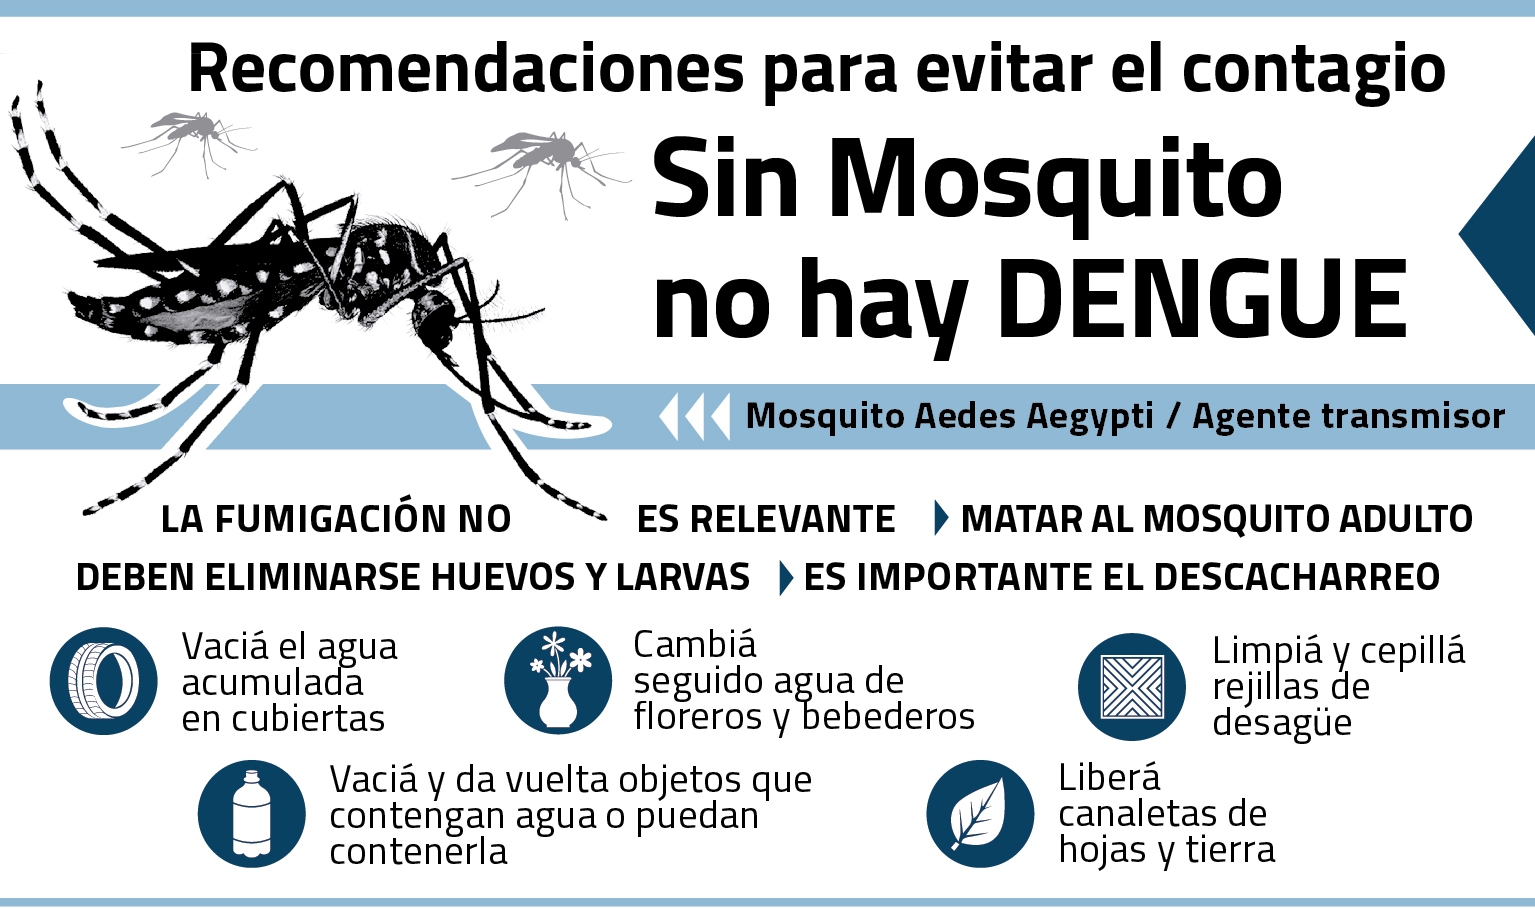 Recomendaciones para evitar el contagio
Sin Mosquito
no hay DENGUE
Mosquito Aedes Aegypti / Agente transmisor
LA FUMIGACIÓN NO ES RELEVANTE MATAR AL MOSQUITO ADULTO
DEBEN ELIMINARSE HUEVOS Y LARVAS ES IMPORTANTE EL DESCACHARREO
Vaciá el agua
acumulada
en cubiertas
Cambiá
seguido agua de
floreros y bebederos
Limpiá y cepillá
rejillas de
desagüe
Vaciá y da vuelta objetos que
contengan agua o puedan
contenerla
Liberá
canaletas de
hojas y tierra